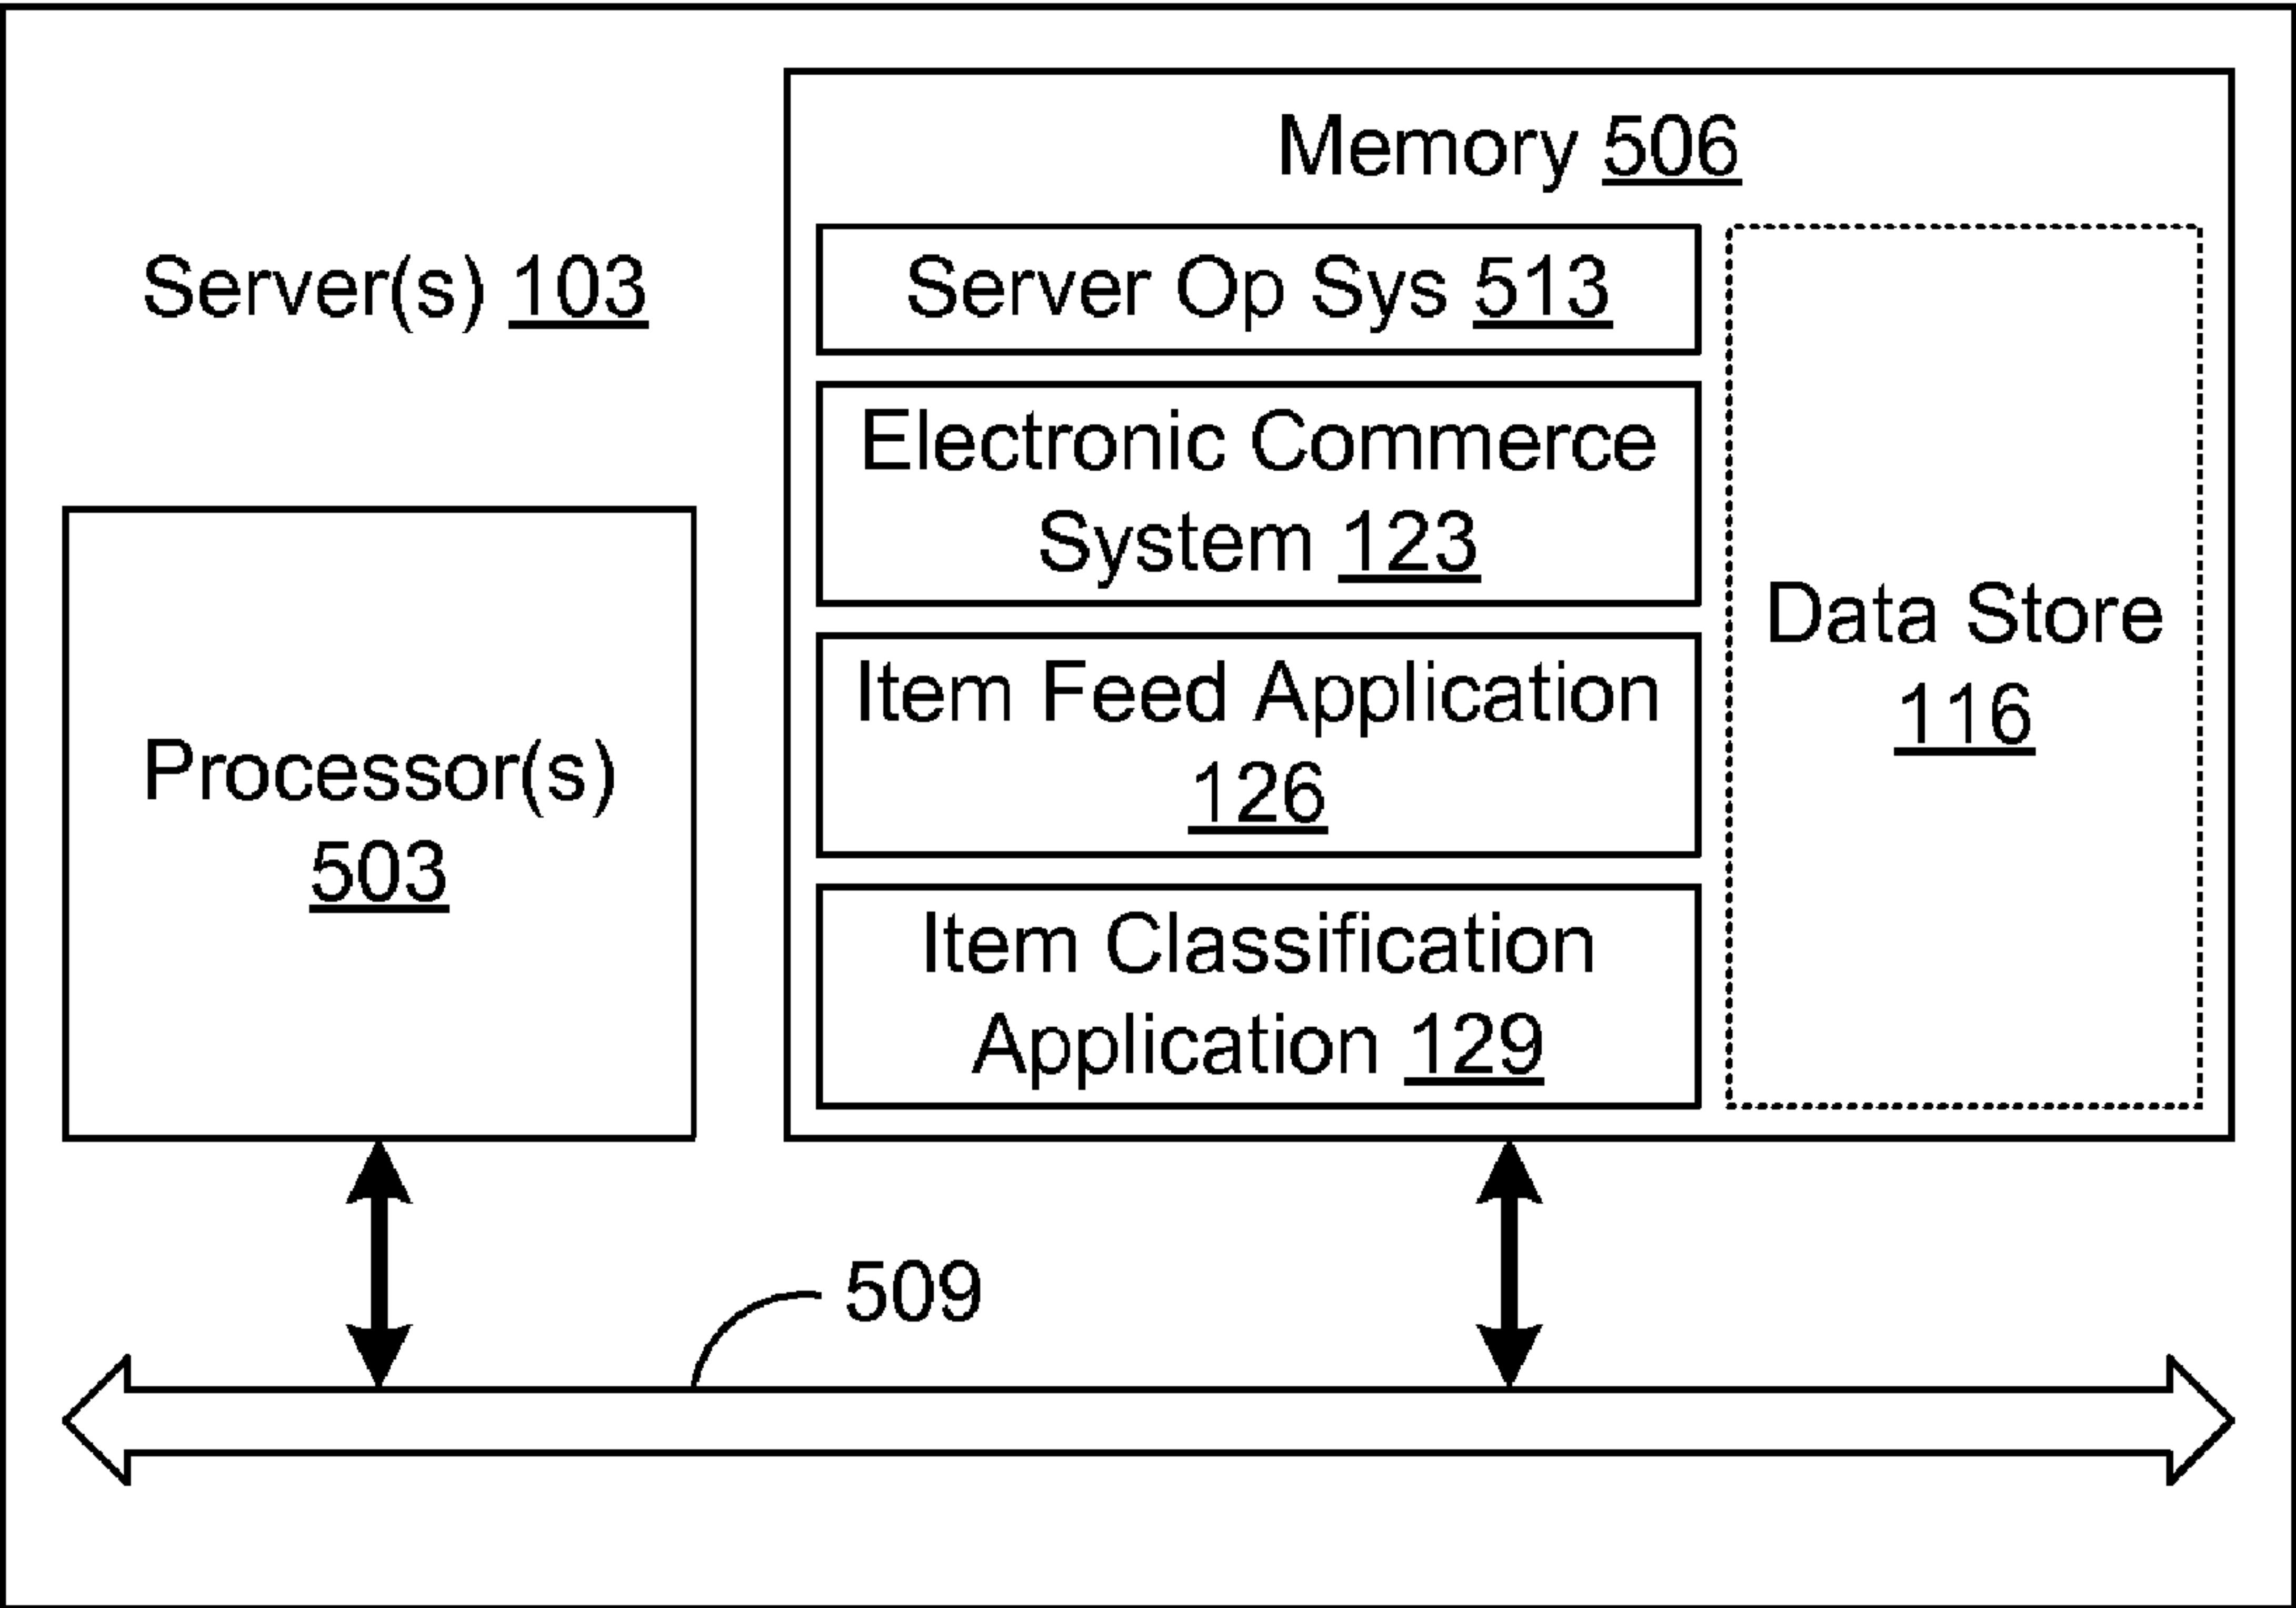 Memory 506
Server(s) 103
Server Op Sys 513
Electronic Commerce
System 123
Item Feed Application
126
Item Classification
Application 129
Data Store
116
Processor(s)
503
509